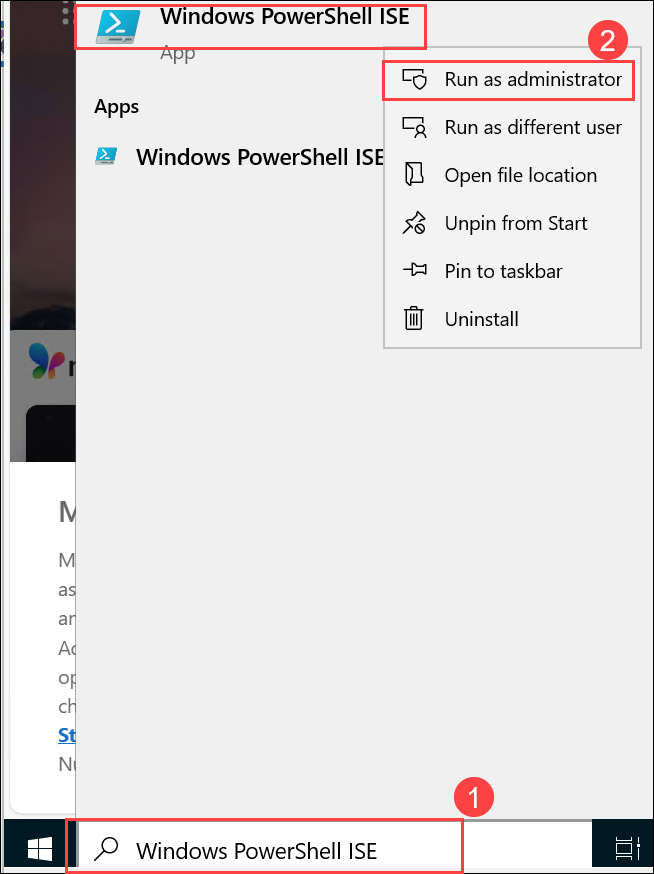 Windows PowerShell ISE
App
2
Run as administrator
Apps
Run as different user
Windows PowerShell ISE
Open file location
Unpin from Start
Pin to taskbar
Uninstall
M
M
as
an
Ac
op
ch
St
Nu
1
Windows PowerShell ISE